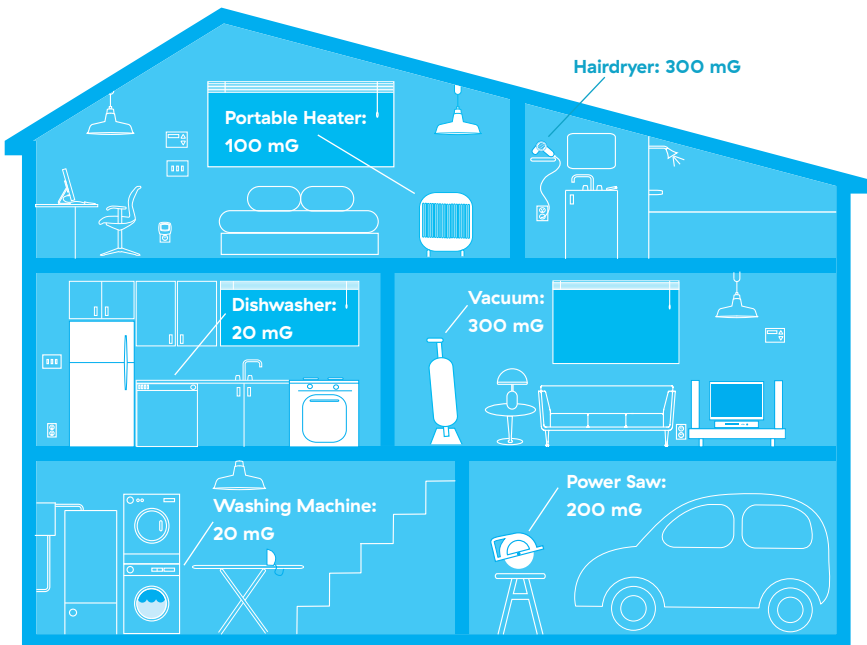 Hairdryer: 300 mG
Portable Heater:
100 mG
Dishwasher:
20 mG
Vacuum:
300 mG
Washing Machine:
20 mG
Power Saw:
200 mG